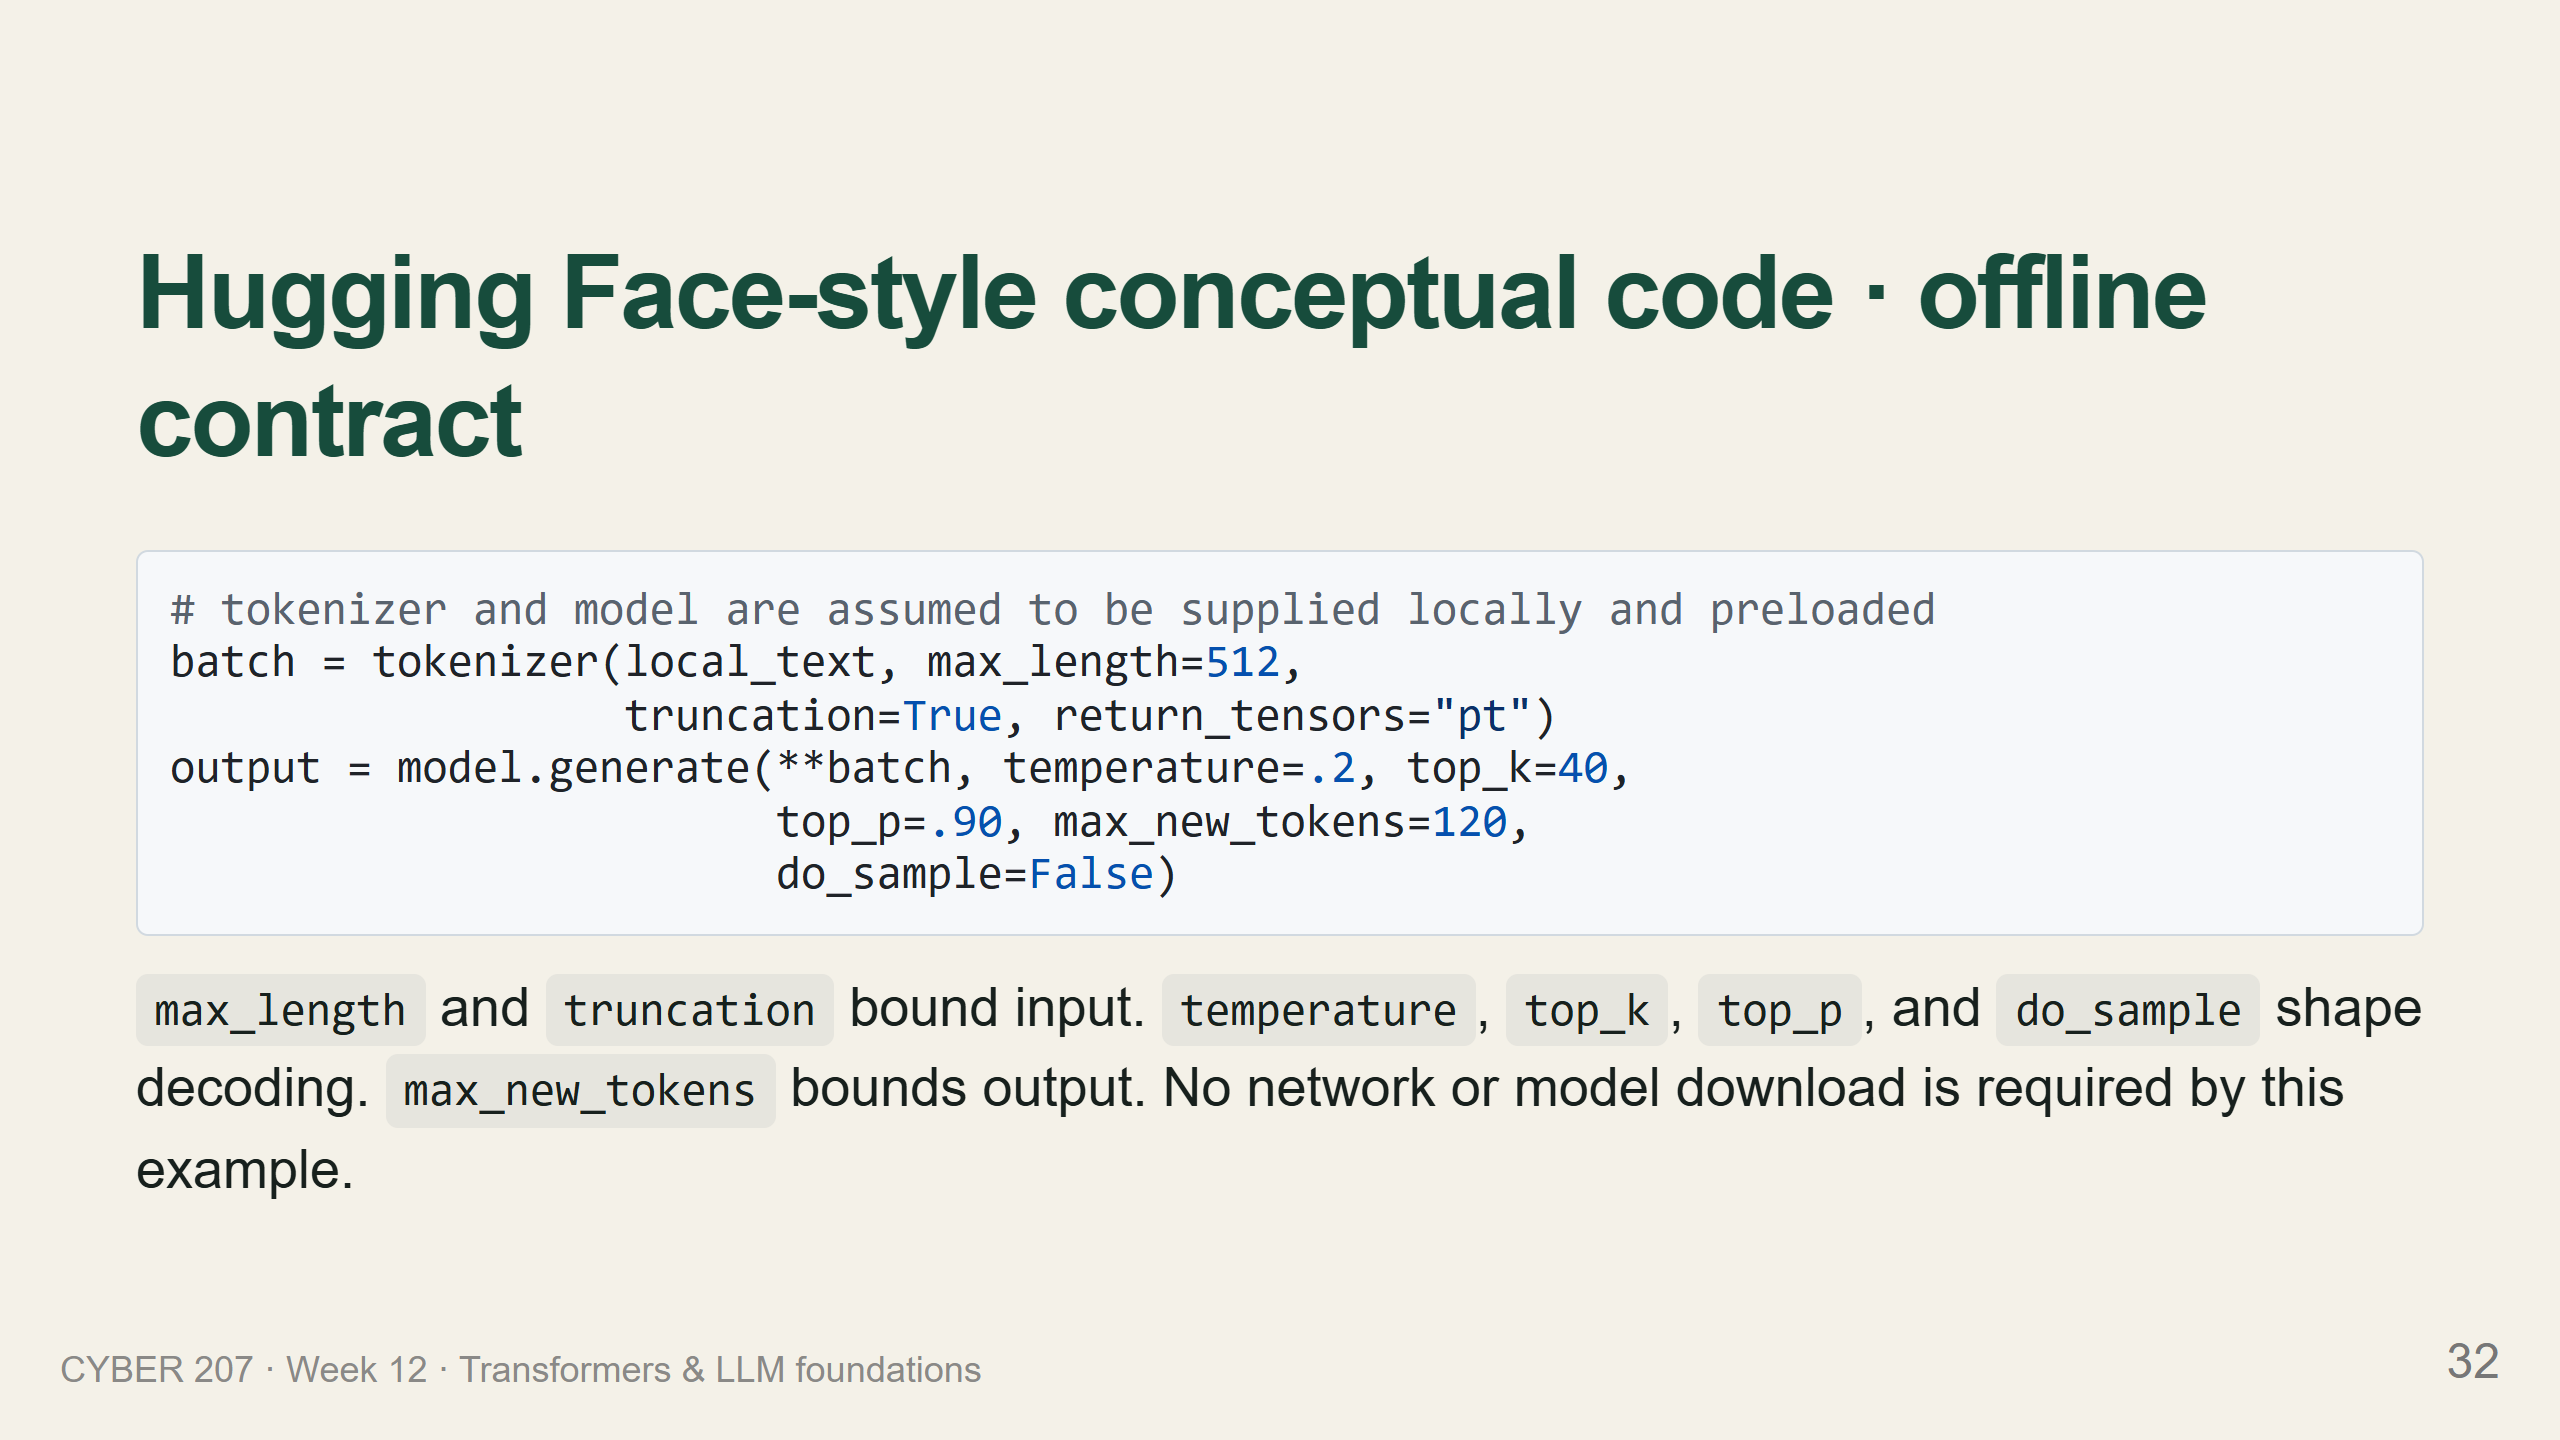 Hugging Face-style conceptual code · offline
contract
# tokenizer and model are assumed to be supplied locally and preloaded
batch = tokenizer(local_text, max_length=512,
                  truncation=True, return_tensors="pt")
output = model.generate(**batch, temperature=.2, top_k=40,
                        top_p=.90, max_new_tokens=120,
                        do_sample=False)
max_length and truncation bound input. temperature, top_k, top_p, and do_sample shape
decoding. max_new_tokens bounds output. No network or model download is required by this
example.
CYBER 207 · Week 12 · Transformers & LLM foundations
32